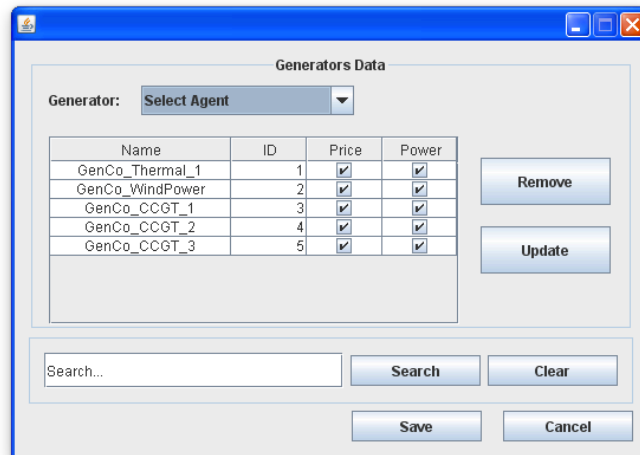 Generators Data
Generator: Select Agent
Name ID Price Power
GenCo_Thermal_1 1
GenCo_WindPower 2
GenCo_CCGT_1 3
GenCo_CCGT_2 4
GenCo_CCGT_3 5
Remove
Update
Search... Search Clear
Save Cancel